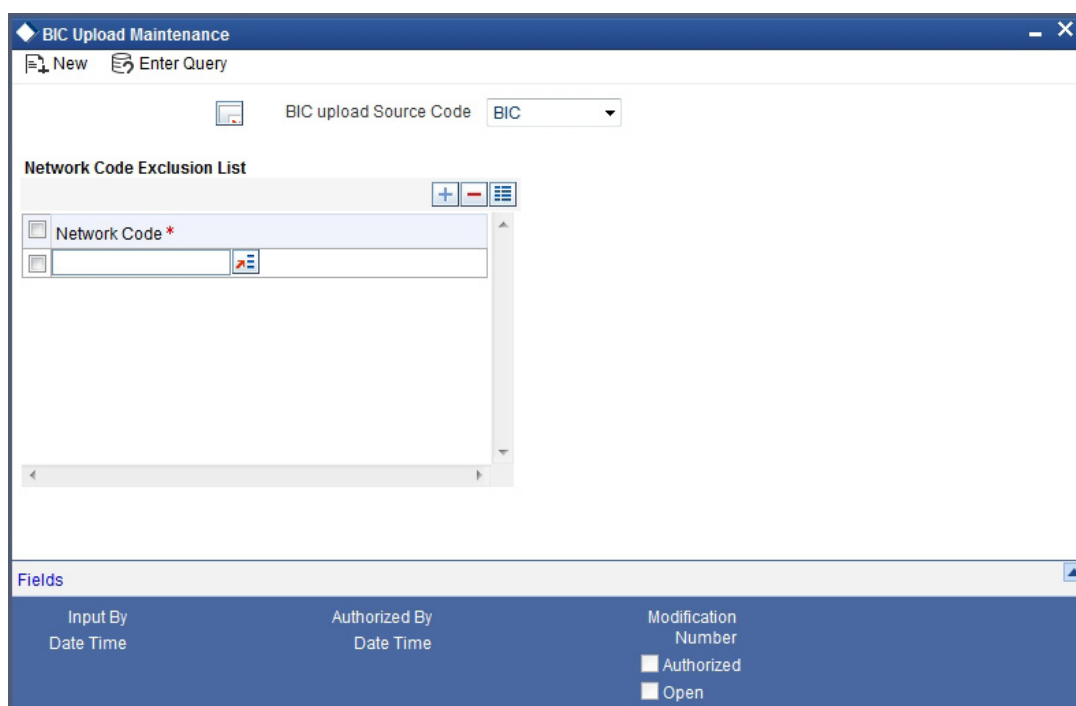 BIC Upload Maintenance
New Enter Query
BIC upload Source Code BIC
Network Code Exclusion List
Network Code *
Fields
Input By Authorized By Modification
Date Time Date Time Number
Authorized
Open